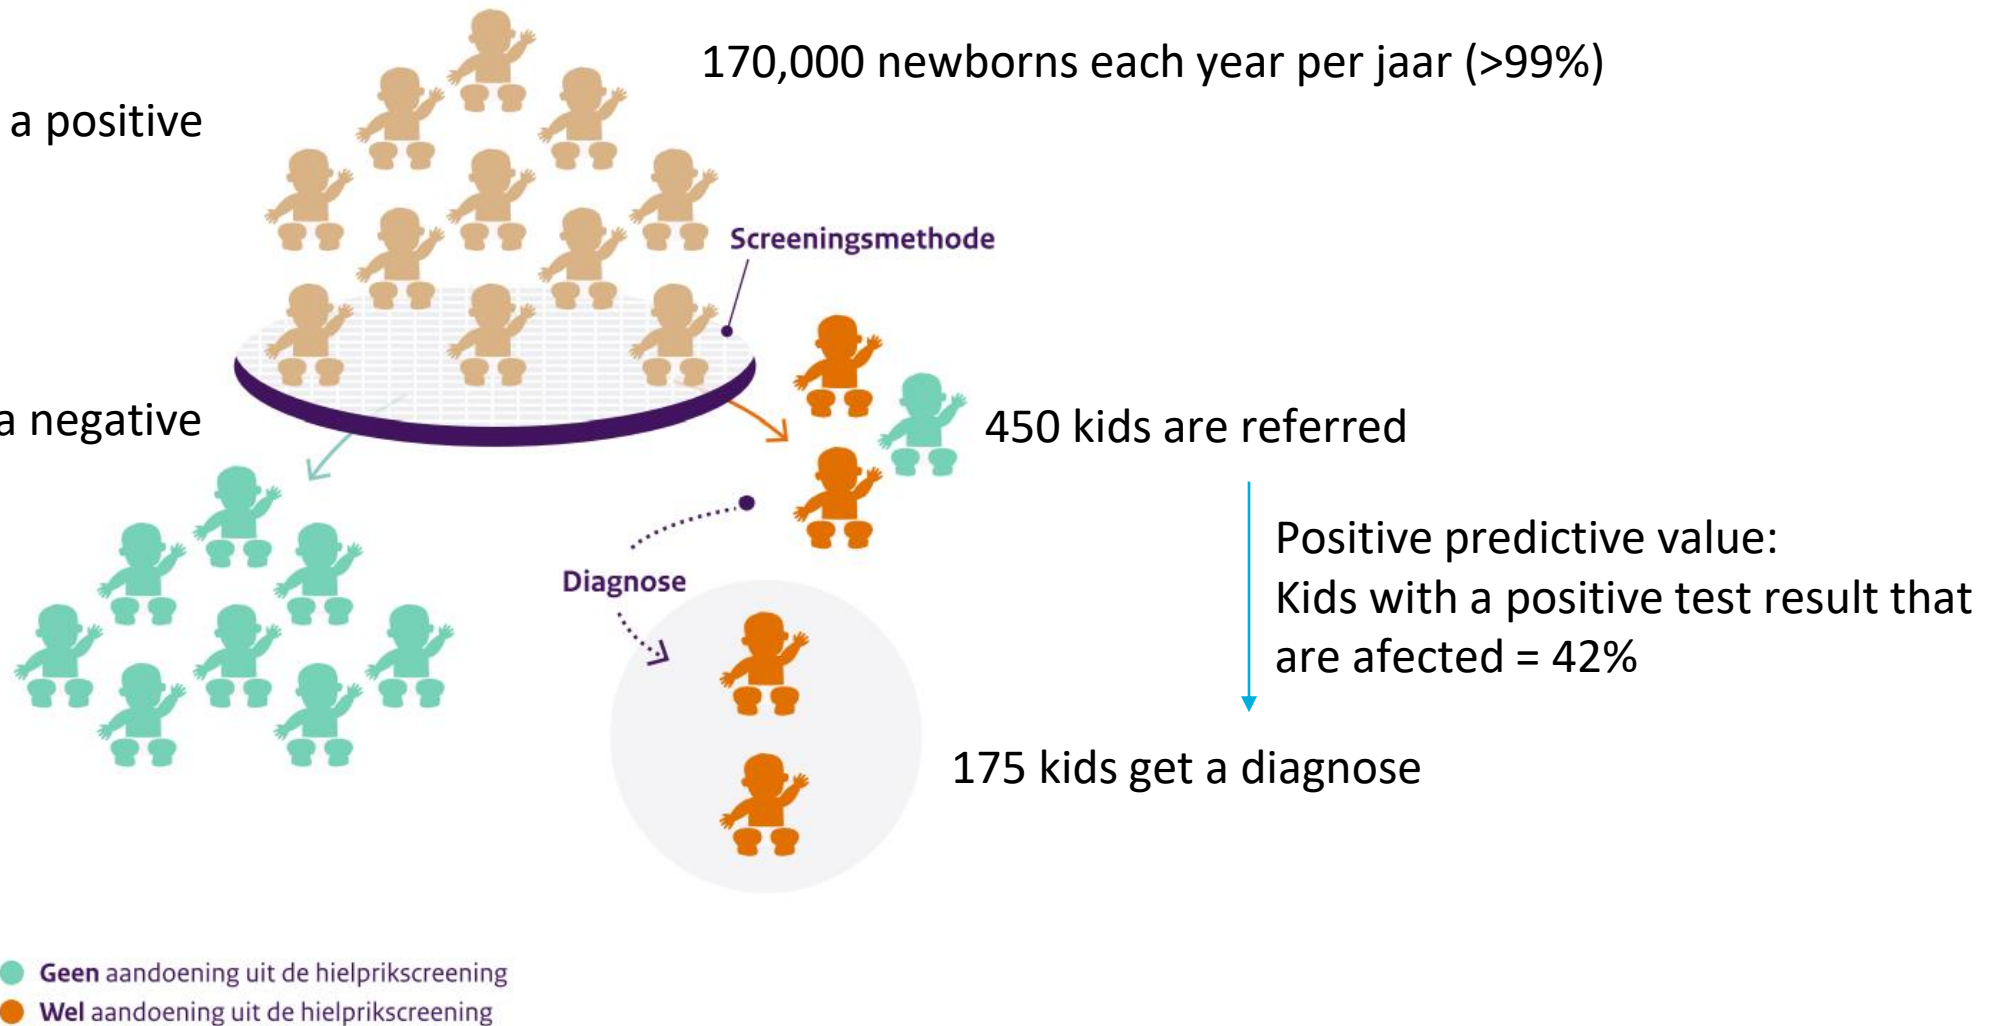 170,000 newborns each year per jaar (>99%)
a positive
Screeningsmethode
a negative
450 kids are referred
Positive predictive value:
Kids with a positive test result that
are afected = 42%
Diagnose
175 kids get a diagnose
Geen aandoening uit de hielprikscreening
Wel aandoening uit de hielprikscreening